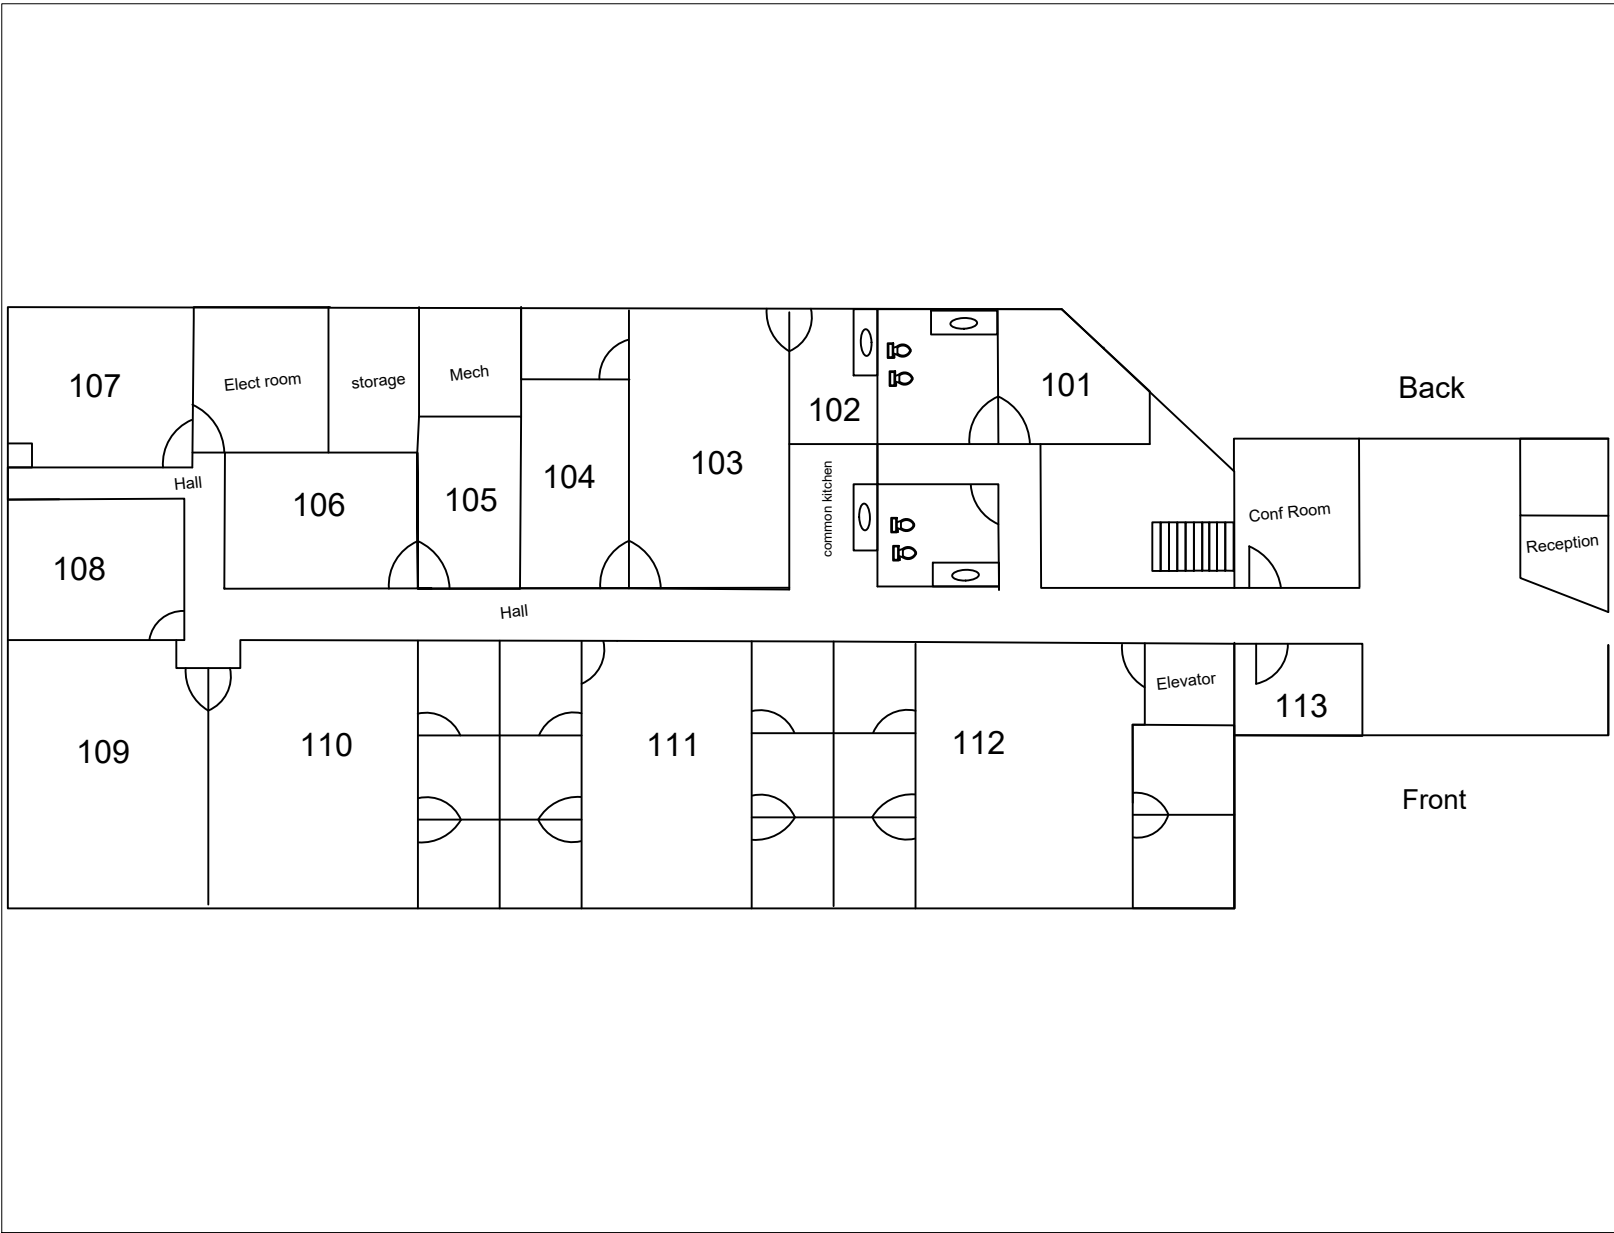 107
Elect room
storage
Mech
104
103
102
101
Back
Hall
106
105
common kitchen
Conf Room
Reception
108
Hall
109
110
111
112
Elevator
113
Front